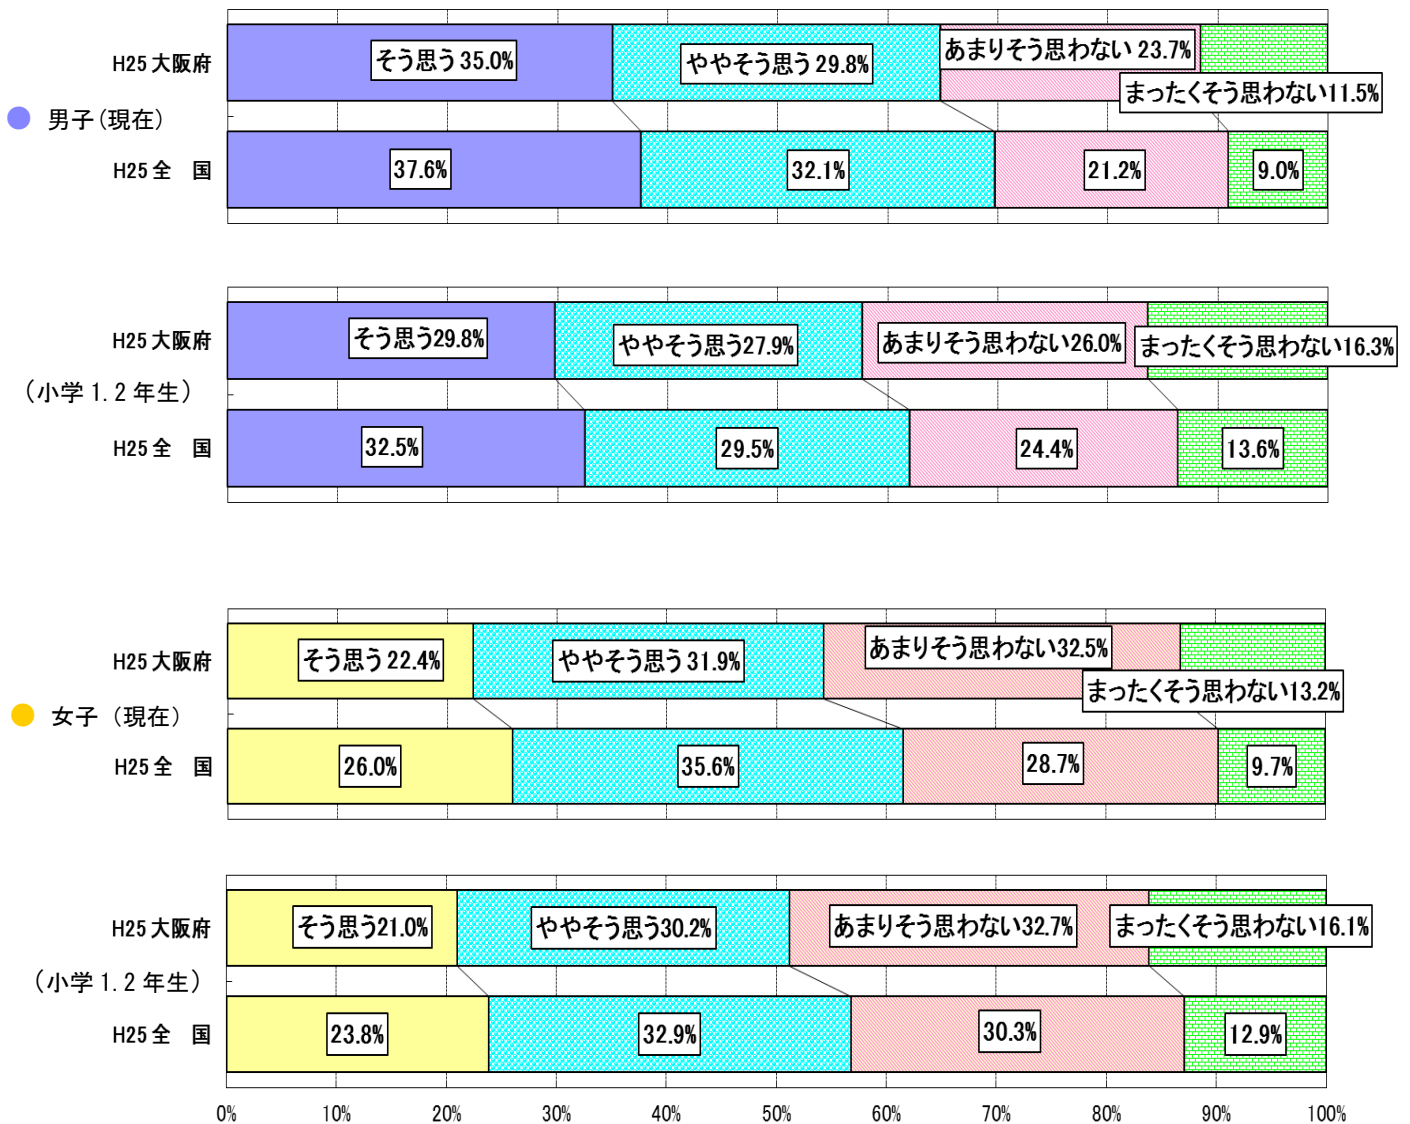 H25 大阪府
そう思う 35.0%
ややそう思う 29.8%
あまりそう思わない 23.7%
まったくそう思わない11.5%
男子(現在)
H25 全　国
37.6%
32.1%
21.2%
9.0%
H25 大阪府
そう思う29.8%
ややそう思う27.9%
あまりそう思わない26.0%
まったくそう思わない16.3%
(小学 1.2 年生)
H25 全　国
32.5%
29.5%
24.4%
13.6%
H25 大阪府
そう思う 22.4%
ややそう思う 31.9%
あまりそう思わない32.5%
まったくそう思わない13.2%
女子 (現在)
H25 全　国
26.0%
35.6%
28.7%
9.7%
H25 大阪府
そう思う21.0%
ややそう思う30.2%
あまりそう思わない32.7%
まったくそう思わない16.1%
(小学 1.2 年生)
H25 全　国
23.8%
32.9%
30.3%
12.9%
0% 10% 20% 30% 40% 50% 60% 70% 80% 90% 100%